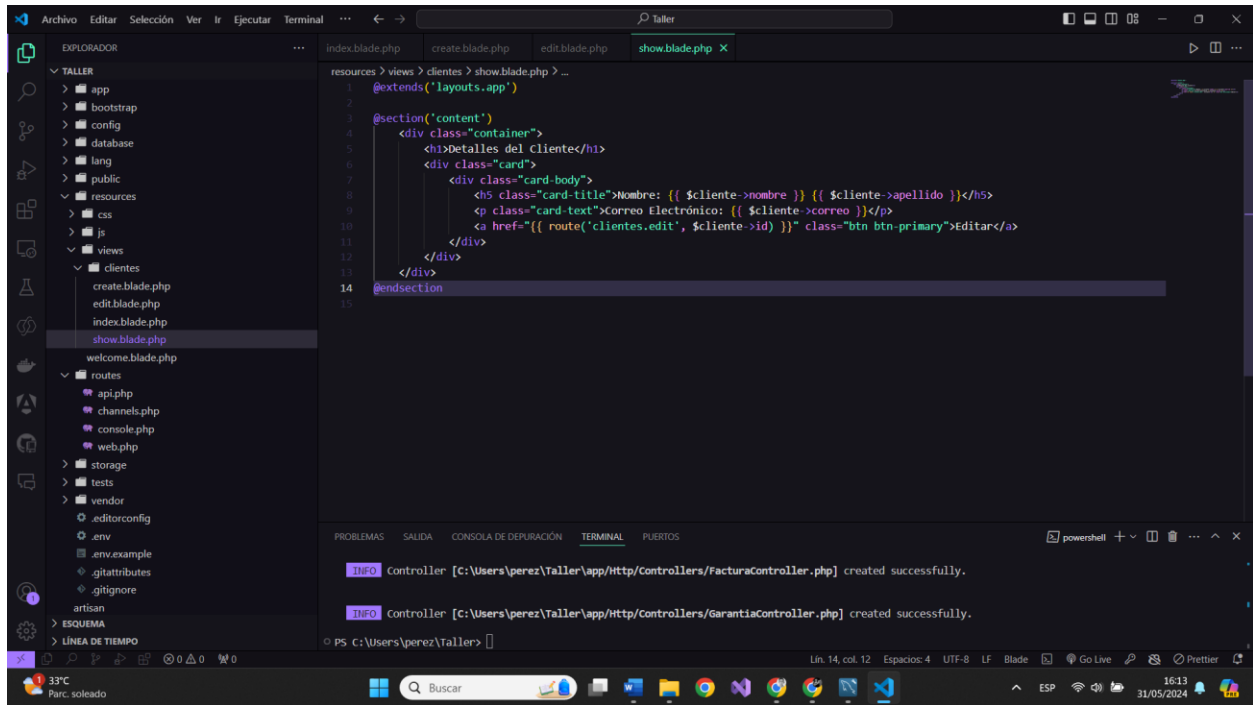 Archivo Editar Selección Ver Ir Ejecutar Terminal ··· Taller
EXPLORADOR ···
index.blade.php create.blade.php edit.blade.php show.blade.php
TALLER
app
bootstrap
config
database
lang
public
resources
css
js
views
clientes
create.blade.php
edit.blade.php
index.blade.php
show.blade.php
welcome.blade.php
routes
api.php
channels.php
console.php
web.php
storage
tests
vendor
.editorconfig
.env
.env.example
.gitattributes
.gitignore
artisan
ESQUEMA
LÍNEA DE TIEMPO
resources > views > clientes > show.blade.php > ...
1 @extends('layouts.app')
2
3 @section('content')
4 <div class="container">
5 <h1>Detalles del Cliente</h1>
6 <div class="card">
7 <div class="card-body">
8 <h5 class="card-title">Nombre: {{ $cliente->nombre }} {{ $cliente->apellido }}</h5>
9 <p class="card-text">Correo Electrónico: {{ $cliente->correo }}</p>
10 <a href="{{ route('clientes.edit', $cliente->id) }}" class="btn btn-primary">Editar</a>
11 </div>
12 </div>
13 </div>
14 @endsection
15
PROBLEMAS SALIDA CONSOLA DE DEPURACIÓN TERMINAL PUERTOS powershell
INFO Controller [C:\Users\perez\Taller\app/Http/Controllers/FacturaController.php] created successfully.
INFO Controller [C:\Users\perez\Taller\app/Http/Controllers/GarantiaController.php] created successfully.
PS C:\Users\perez\Taller>
1
0 0 0 Lín. 14, col. 12 Espacios: 4 UTF-8 LF Blade Go Live Prettier
1 33°C
Parc. soleado
Buscar
ESP 16:13
31/05/2024
PRE